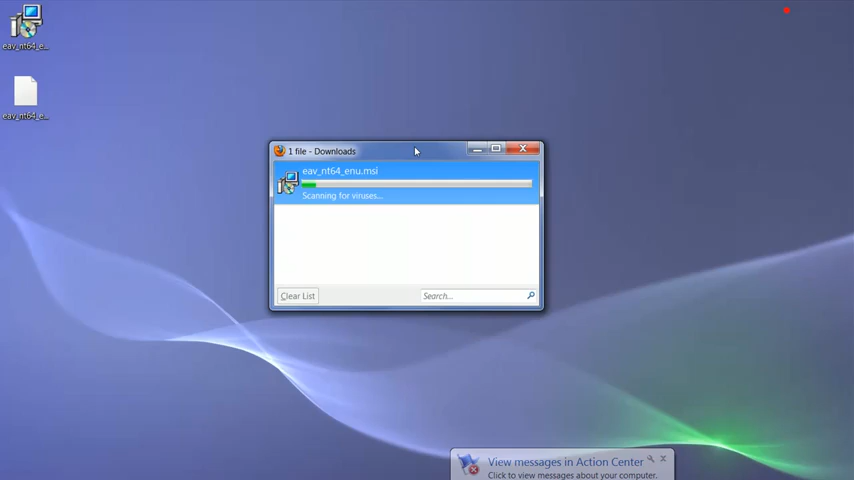 eav_nt64_e...
eav_nt64_e...
1 file - Downloads
eav_nt64_enu.msi
Scanning for viruses...
Clear List
Search...
View messages in Action Center
Click to view messages about your computer.